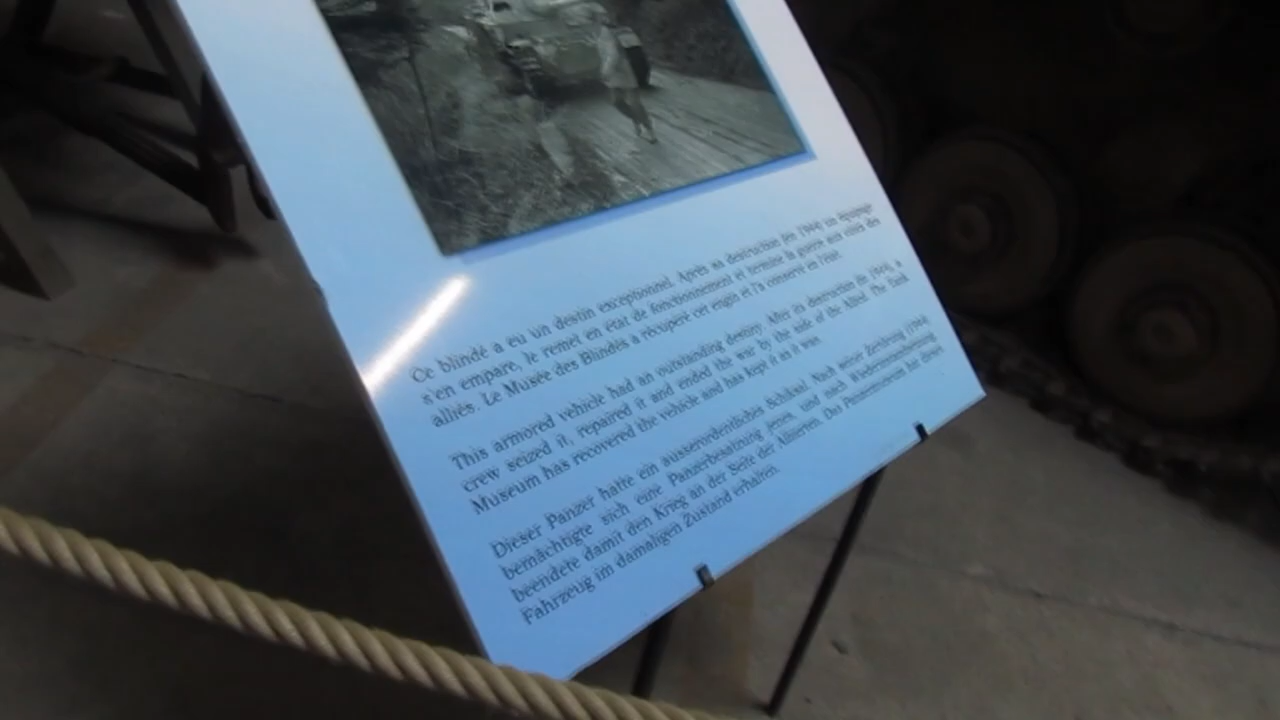 Ce blindé a eu un destin exceptionnel. Après sa destruction (en 1944) un équipage
s'en empare, le remet en état de fonctionnement et termine la guerre aux côtés des
alliés. Le Musée des Blindés a récupéré cet engin et l'a conservé en l'état.
This armored vehicle had an outstanding destiny. After its destruction (in 1944), a
crew seized it, repaired it and ended the war by the side of the Allied. The Tank
Museum has recovered the vehicle and has kept it as it was.
Dieser Panzer hatte ein ausserordentliches Schiksal. Nach seiner Zerstörung (1944)
bemächtigte sich eine Panzerbesatzung jenes, und nach Wiederinstandsetzung
beendete damit den Krieg an der Seite der Alliierten. Das Panzermuseum hat dieses
Fahrzeug im damaligen Zustand erhalten.